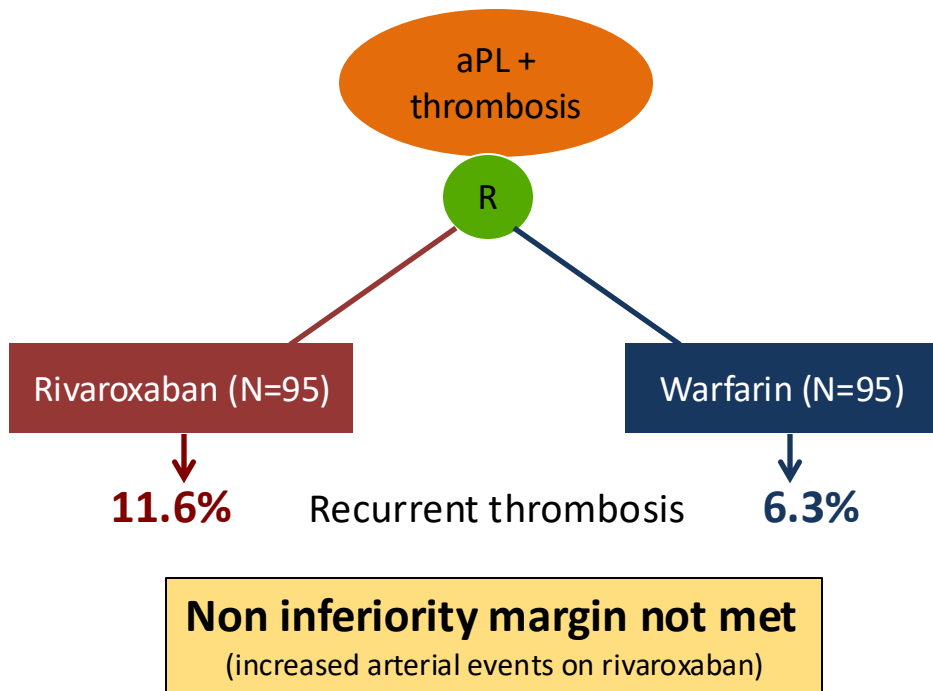 aPL +
thrombosis
R
Rivaroxaban (N=95)
Warfarin (N=95)
11.6%
Recurrent thrombosis
6.3%
Non inferiority margin not met
(increased arterial events on rivaroxaban)